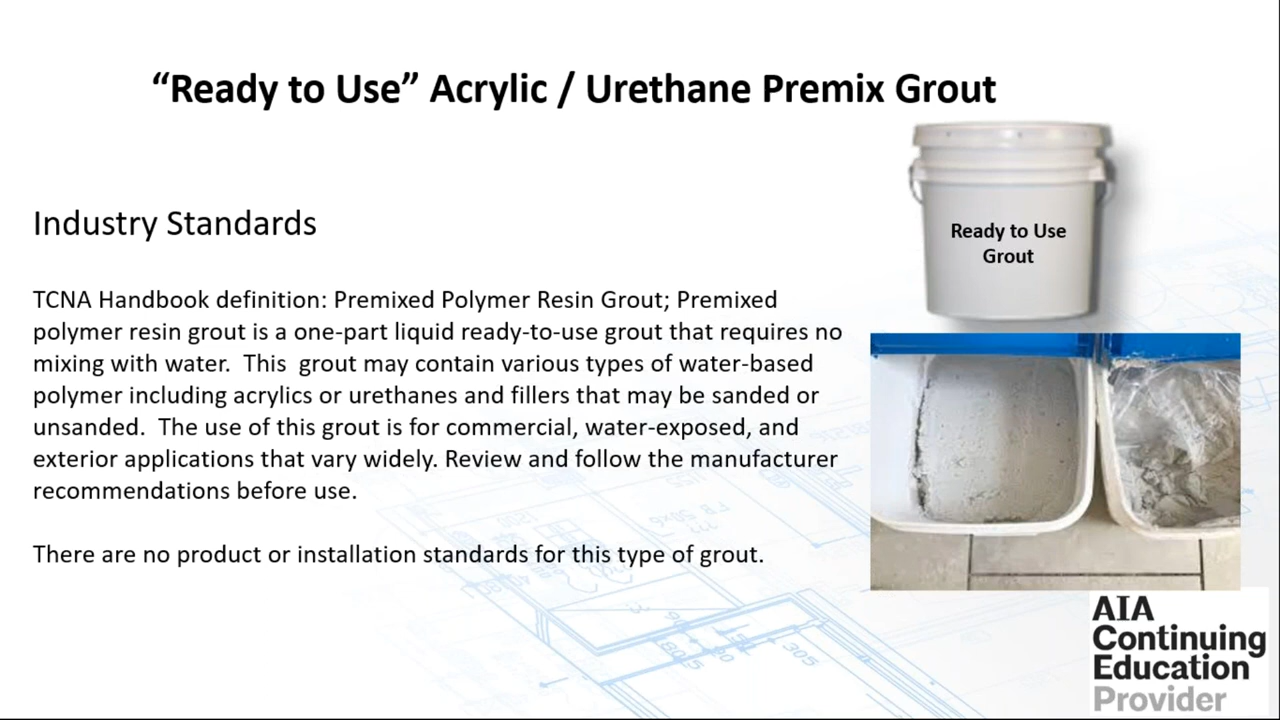 “Ready to Use” Acrylic / Urethane Premix Grout
Industry Standards
TCNA Handbook definition: Premixed Polymer Resin Grout; Premixed
polymer resin grout is a one-part liquid ready-to-use grout that requires no
mixing with water.  This  grout may contain various types of water-based
polymer including acrylics or urethanes and fillers that may be sanded or
unsanded.  The use of this grout is for commercial, water-exposed, and
exterior applications that vary widely. Review and follow the manufacturer
recommendations before use.
There are no product or installation standards for this type of grout.
Ready to Use
Grout
305
AIA
Continuing
Education
Provider